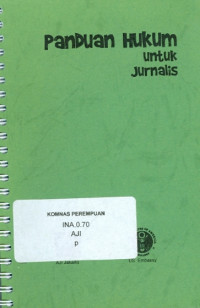 Panduan Hukum
untuk
Jurnalis
KOMNAS PEREMPUAN
INA.0.70
AJI
p